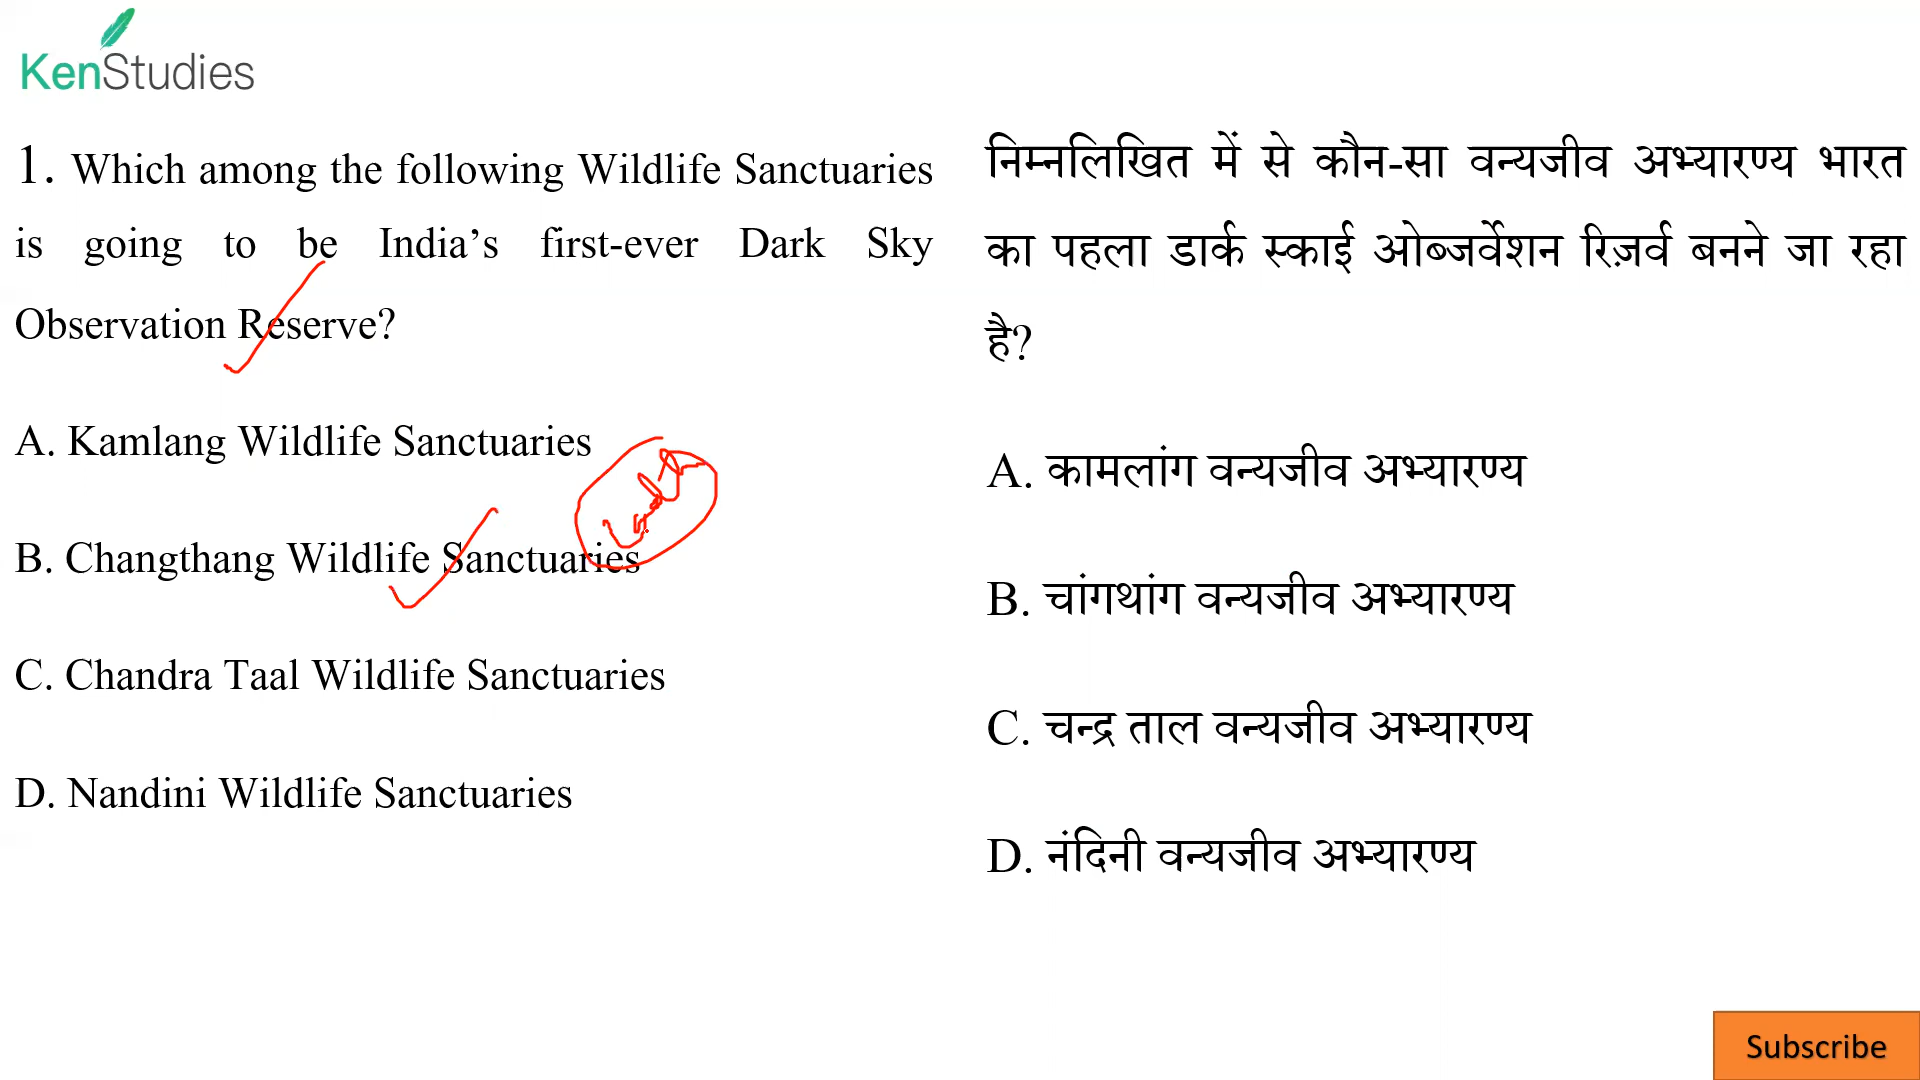 KenStudies
1. Which among the following Wildlife Sanctuaries
is going to be India’s first-ever Dark Sky
Observation Reserve?
A. Kamlang Wildlife Sanctuaries
B. Changthang Wildlife Sanctuaries
C. Chandra Taal Wildlife Sanctuaries
D. Nandini Wildlife Sanctuaries
निम्नलिखित में से कौन-सा वन्यजीव अभ्यारण्य भारत
का पहला डार्क स्काई ओब्जर्वेशन रिज़र्व बनने जा रहा
है?
A. कामलांग वन्यजीव अभ्यारण्य
B. चांगथांग वन्यजीव अभ्यारण्य
C. चन्द्र ताल वन्यजीव अभ्यारण्य
D. नंदिनी वन्यजीव अभ्यारण्य
Subscribe